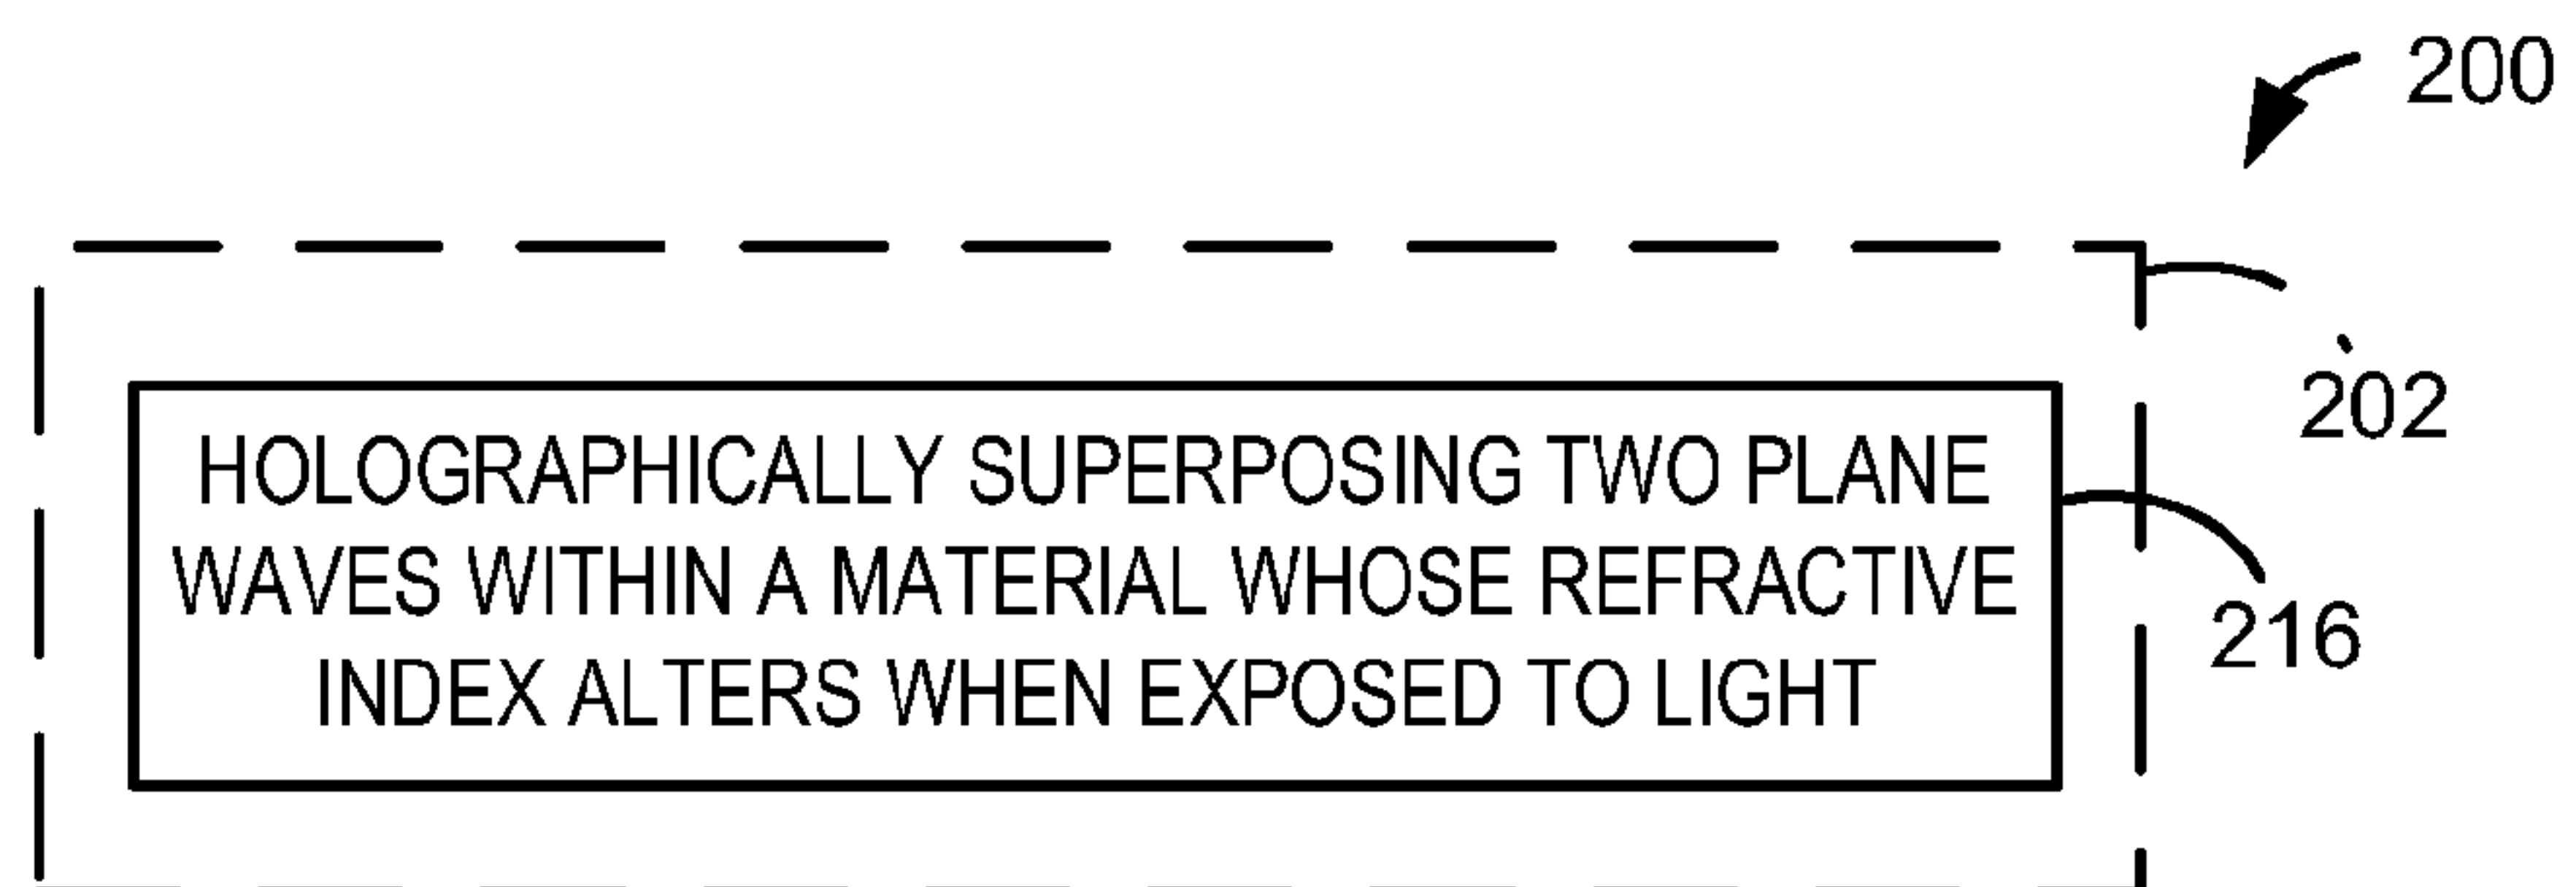 200
202
HOLOGRAPHICALLY SUPERPOSING TWO PLANE
WAVES WITHIN A MATERIAL WHOSE REFRACTIVE
INDEX ALTERS WHEN EXPOSED TO LIGHT
216